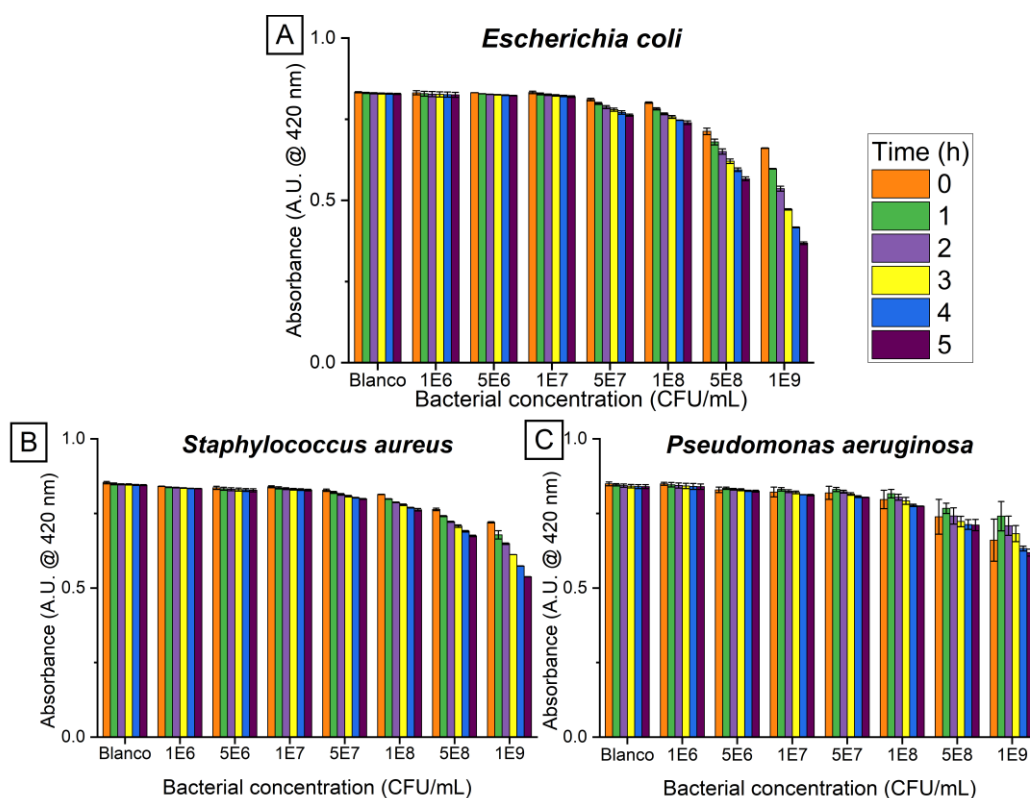 A
Escherichia coli
1.0
0.5
0.0
Absorbance (A.U. @ 420 nm)
Blanco 1E6 5E6 1E7 5E7 1E8 5E8 1E9
Bacterial concentration (CFU/mL)
Time (h)
0
1
2
3
4
5
B
Staphylococcus aureus
1.0
0.5
0.0
Absorbance (A.U. @ 420 nm)
Blanco 1E6 5E6 1E7 5E7 1E8 5E8 1E9
Bacterial concentration (CFU/mL)
C
Pseudomonas aeruginosa
1.0
0.5
0.0
Absorbance (A.U. @ 420 nm)
Blanco 1E6 5E6 1E7 5E7 1E8 5E8 1E9
Bacterial concentration (CFU/mL)